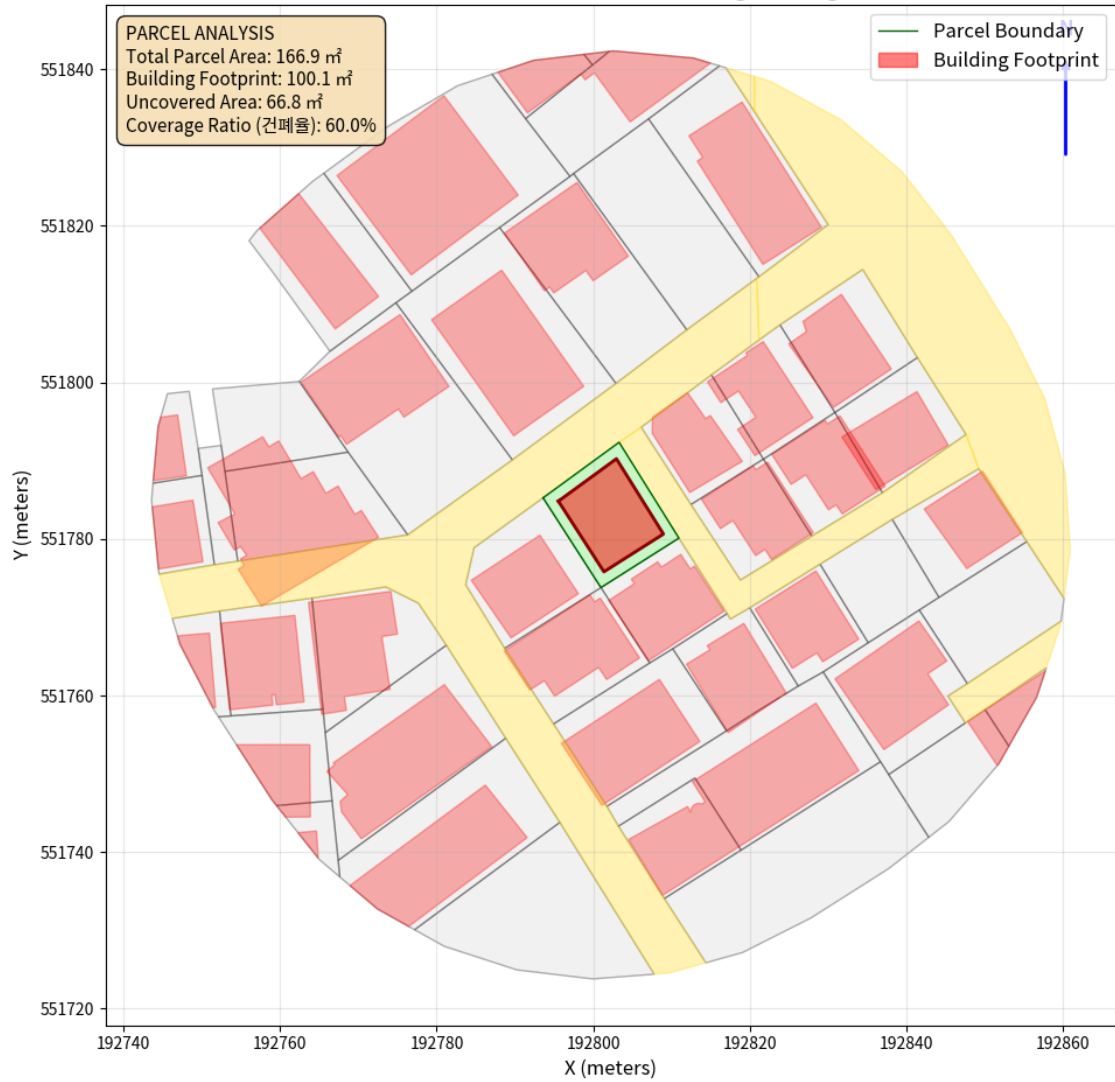 PARCEL ANALYSIS
Total Parcel Area: 166.9 ㎡
Building Footprint: 100.1 ㎡
Uncovered Area: 66.8 ㎡
Coverage Ratio (건폐율): 60.0%
N
Parcel Boundary
Building Footprint
551840
551820
551800
551780
551760
551740
551720
Y (meters)
192740
192760
192780
192800
192820
192840
192860
X (meters)